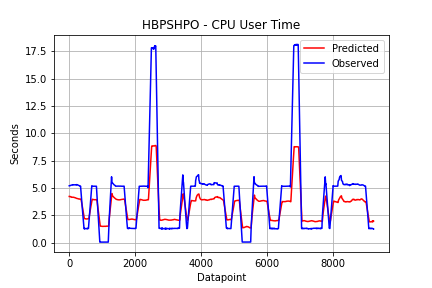 HBPSHPO - CPU User Time
Predicted
Observed
17.5
15.0
12.5
10.0
7.5
5.0
2.5
0.0
Seconds
0
2000
4000
6000
8000
Datapoint